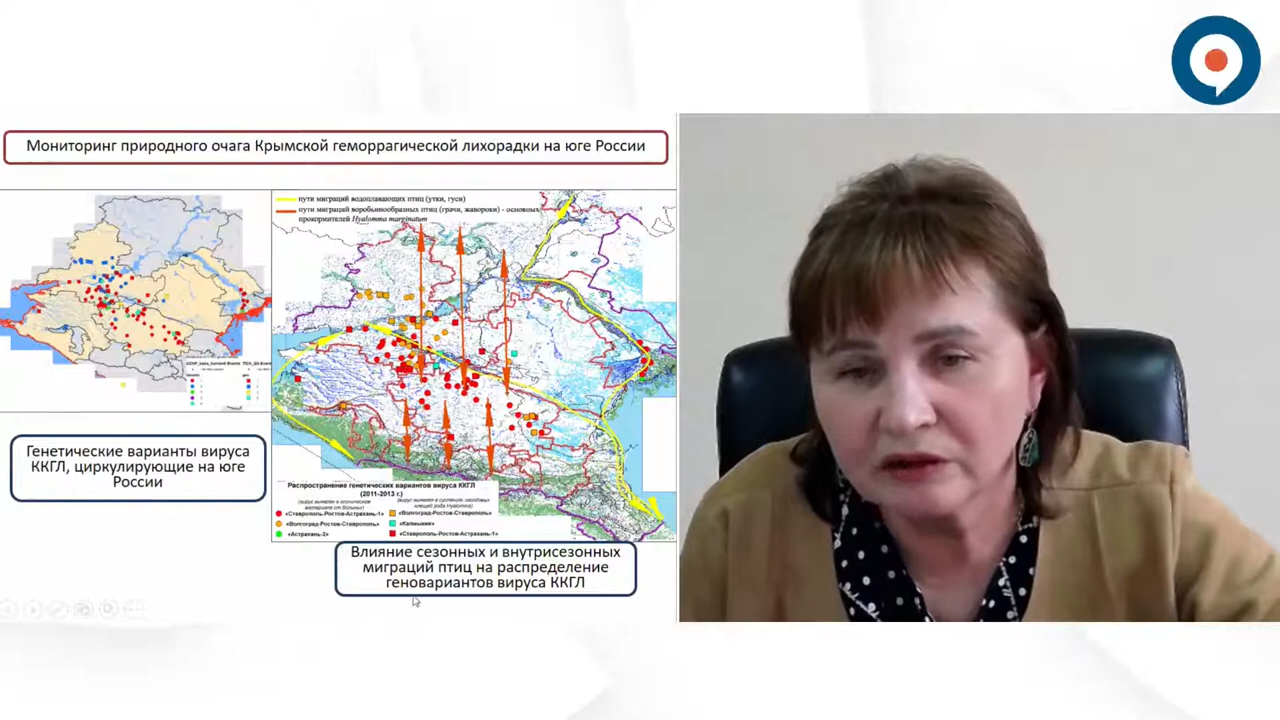 Мониторинг природного очага Крымской геморрагической лихорадки на юге России
пути миграций водоплавающих птиц (утки, гуси)
пути миграций воробьинообразных птиц (грачи, жавороки) - основных
прокормителей Hyalomma marginatum
Генетические варианты вируса
ККГЛ, циркулирующие на юге
России
Распространение генетических вариантов вируса ККГЛ
(2011-2013 г.)
«Ставрополь-Ростов-Астрахань-1»
«Волгоград-Ростов-Ставрополь»
«Волгоград-Ростов-Ставрополь»
«Калмыкия»
«Астрахань-2»
«Ставрополь-Ростов-Астрахань-1»
Влияние сезонных и внутрисезонных
миграций птиц на распределение
геновариантов вируса ККГЛ